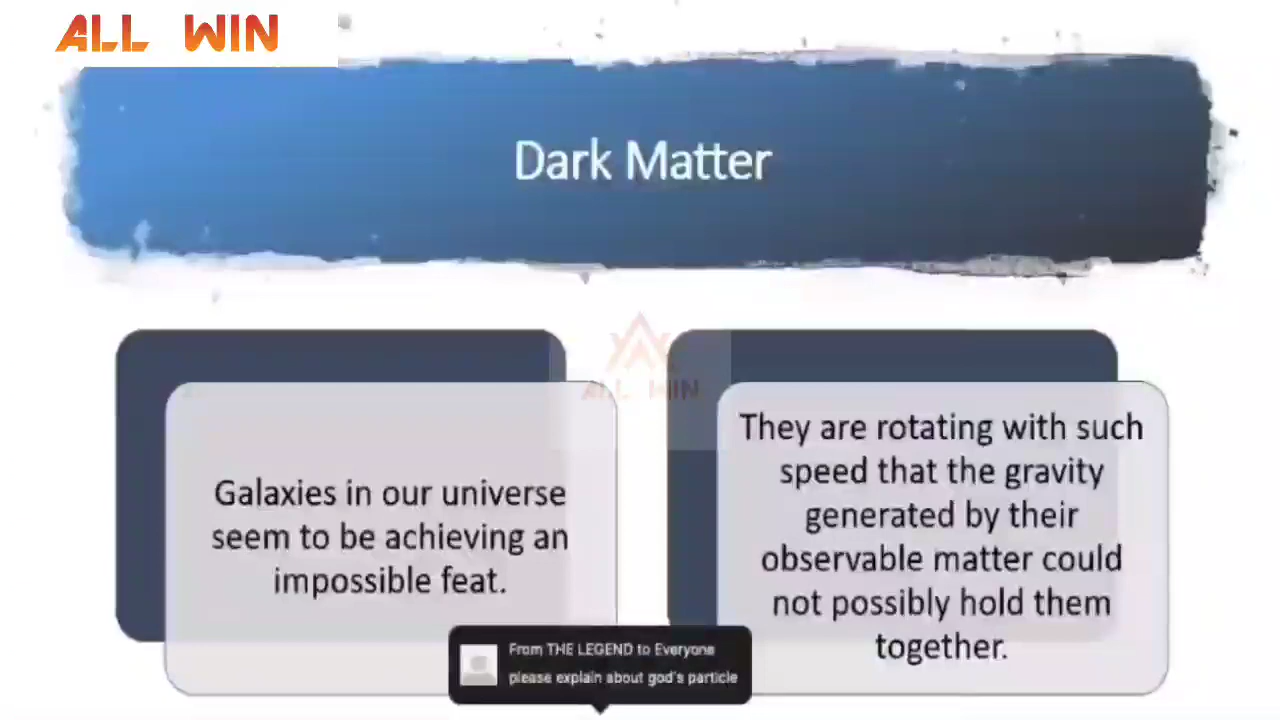 ALL WIN
Dark Matter
ALL WIN
Galaxies in our universe
seem to be achieving an
impossible feat.
They are rotating with such
speed that the gravity
generated by their
observable matter could
not possibly hold them
together.
From THE LEGEND to Everyone
please explain about god's particle